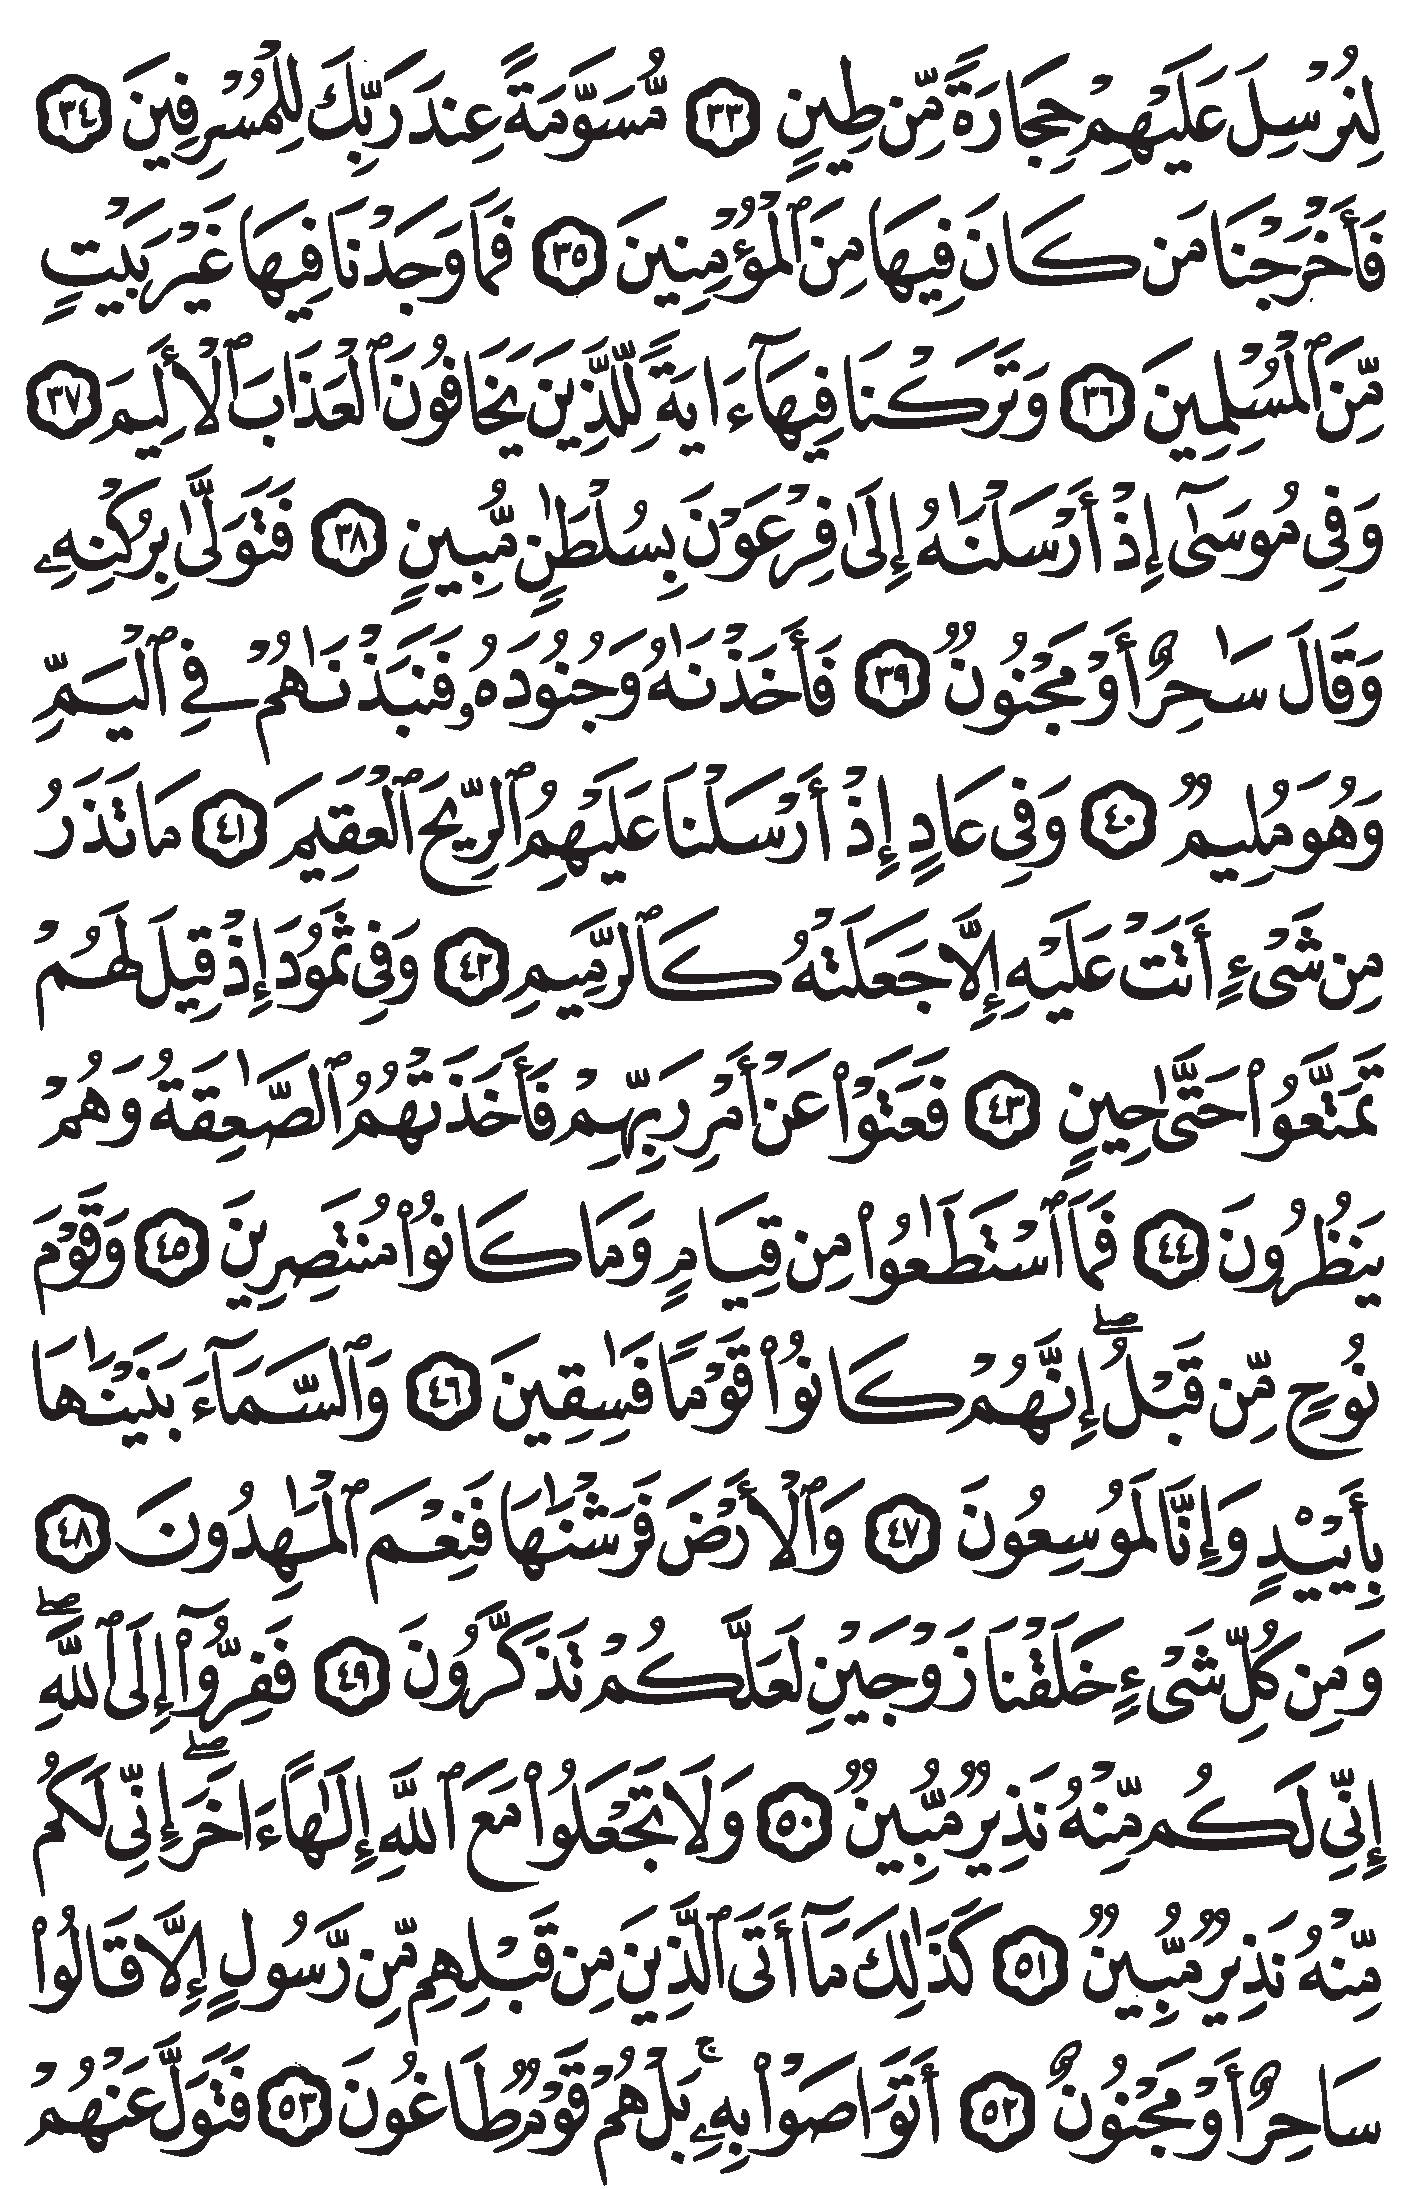 لِنُرْسِلَ عَلَيْهِمْ حِجَارَةً مِّن طِينٍ ٣٣ مُّسَوَّمَةً عِندَ رَبِّكَ لِلْمُسْرِفِينَ ٣٤
فَأَخْرَجْنَا مَن كَانَ فِيهَا مِنَ ٱلْمُؤْمِنِينَ ٣٥ فَمَا وَجَدْنَا فِيهَا غَيْرَ بَيْتٍ
مِّنَ ٱلْمُسْلِمِينَ ٣٦ وَتَرَكْنَا فِيهَآ ءَايَةً لِّلَّذِينَ يَخَافُونَ ٱلْعَذَابَ ٱلْأَلِيمَ ٣٧
وَفِى مُوسَىٰٓ إِذْ أَرْسَلْنَٰهُ إِلَىٰ فِرْعَوْنَ بِسُلْطَٰنٍ مُّبِينٍ ٣٨ فَتَوَلَّىٰ بِرُكْنِهِۦ
وَقَالَ سَٰحِرٌ أَوْ مَجْنُونٌ ٣٩ فَأَخَذْنَٰهُ وَجُنُودَهُۥ فَنَبَذْنَٰهُمْ فِى ٱلْيَمِّ
وَهُوَ مُلِيمٌ ٤٠ وَفِى عَادٍ إِذْ أَرْسَلْنَا عَلَيْهِمُ ٱلرِّيحَ ٱلْعَقِيمَ ٤١ مَا تَذَرُ
مِن شَىْءٍ أَتَتْ عَلَيْهِ إِلَّا جَعَلَتْهُ كَٱلرَّمِيمِ ٤٢ وَفِى ثَمُودَ إِذْ قِيلَ لَهُمْ
تَمَتَّعُوا۟ حَتَّىٰ حِينٍ ٤٣ فَعَتَوْا۟ عَنْ أَمْرِ رَبِّهِمْ فَأَخَذَتْهُمُ ٱلصَّٰعِقَةُ وَهُمْ
يَنظُرُونَ ٤٤ فَمَا ٱسْتَطَٰعُوا۟ مِن قِيَامٍ وَمَا كَانُوا۟ مُنتَصِرِينَ ٤٥ وَقَوْمَ
نُوحٍ مِّن قَبْلُ ۖ إِنَّهُمْ كَانُوا۟ قَوْمًا فَٰسِقِينَ ٤٦ وَٱلسَّمَآءَ بَنَيْنَٰهَا
بِأَيْي۟دٍ وَإِنَّا لَمُوسِعُونَ ٤٧ وَٱلْأَرْضَ فَرَشْنَٰهَا فَنِعْمَ ٱلْمَٰهِدُونَ ٤٨
وَمِن كُلِّ شَىْءٍ خَلَقْنَا زَوْجَيْنِ لَعَلَّكُمْ تَذَكَّرُونَ ٤٩ فَفِرُّوٓا۟ إِلَى ٱللَّهِ ۖ
إِنِّى لَكُم مِّنْهُ نَذِيرٌ مُّبِينٌ ٥٠ وَلَا تَجْعَلُوا۟ مَعَ ٱللَّهِ إِلَٰهًا ءَاخَرَ ۖ إِنِّى لَكُم
مِّنْهُ نَذِيرٌ مُّبِينٌ ٥١ كَذَٰلِكَ مَآ أَتَى ٱلَّذِينَ مِن قَبْلِهِم مِّن رَّسُولٍ إِلَّا قَالُوا۟
سَاحِرٌ أَوْ مَجْنُونٌ ٥٢ أَتَوَاصَوْا۟ بِهِۦ ۚ بَلْ هُمْ قَوْمٌ طَاغُونَ ٥٣ فَتَوَلَّ عَنْهُمْ